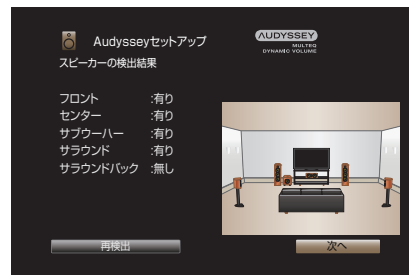 Audysseyセットアップ
AUDYSSEY
MULTEQ
DYNAMIC VOLUME
スピーカーの検出結果
フロント :有り
センター :有り
サブウーハー :有り
サラウンド :有り
サラウンドバック :無し
再検出
次へ